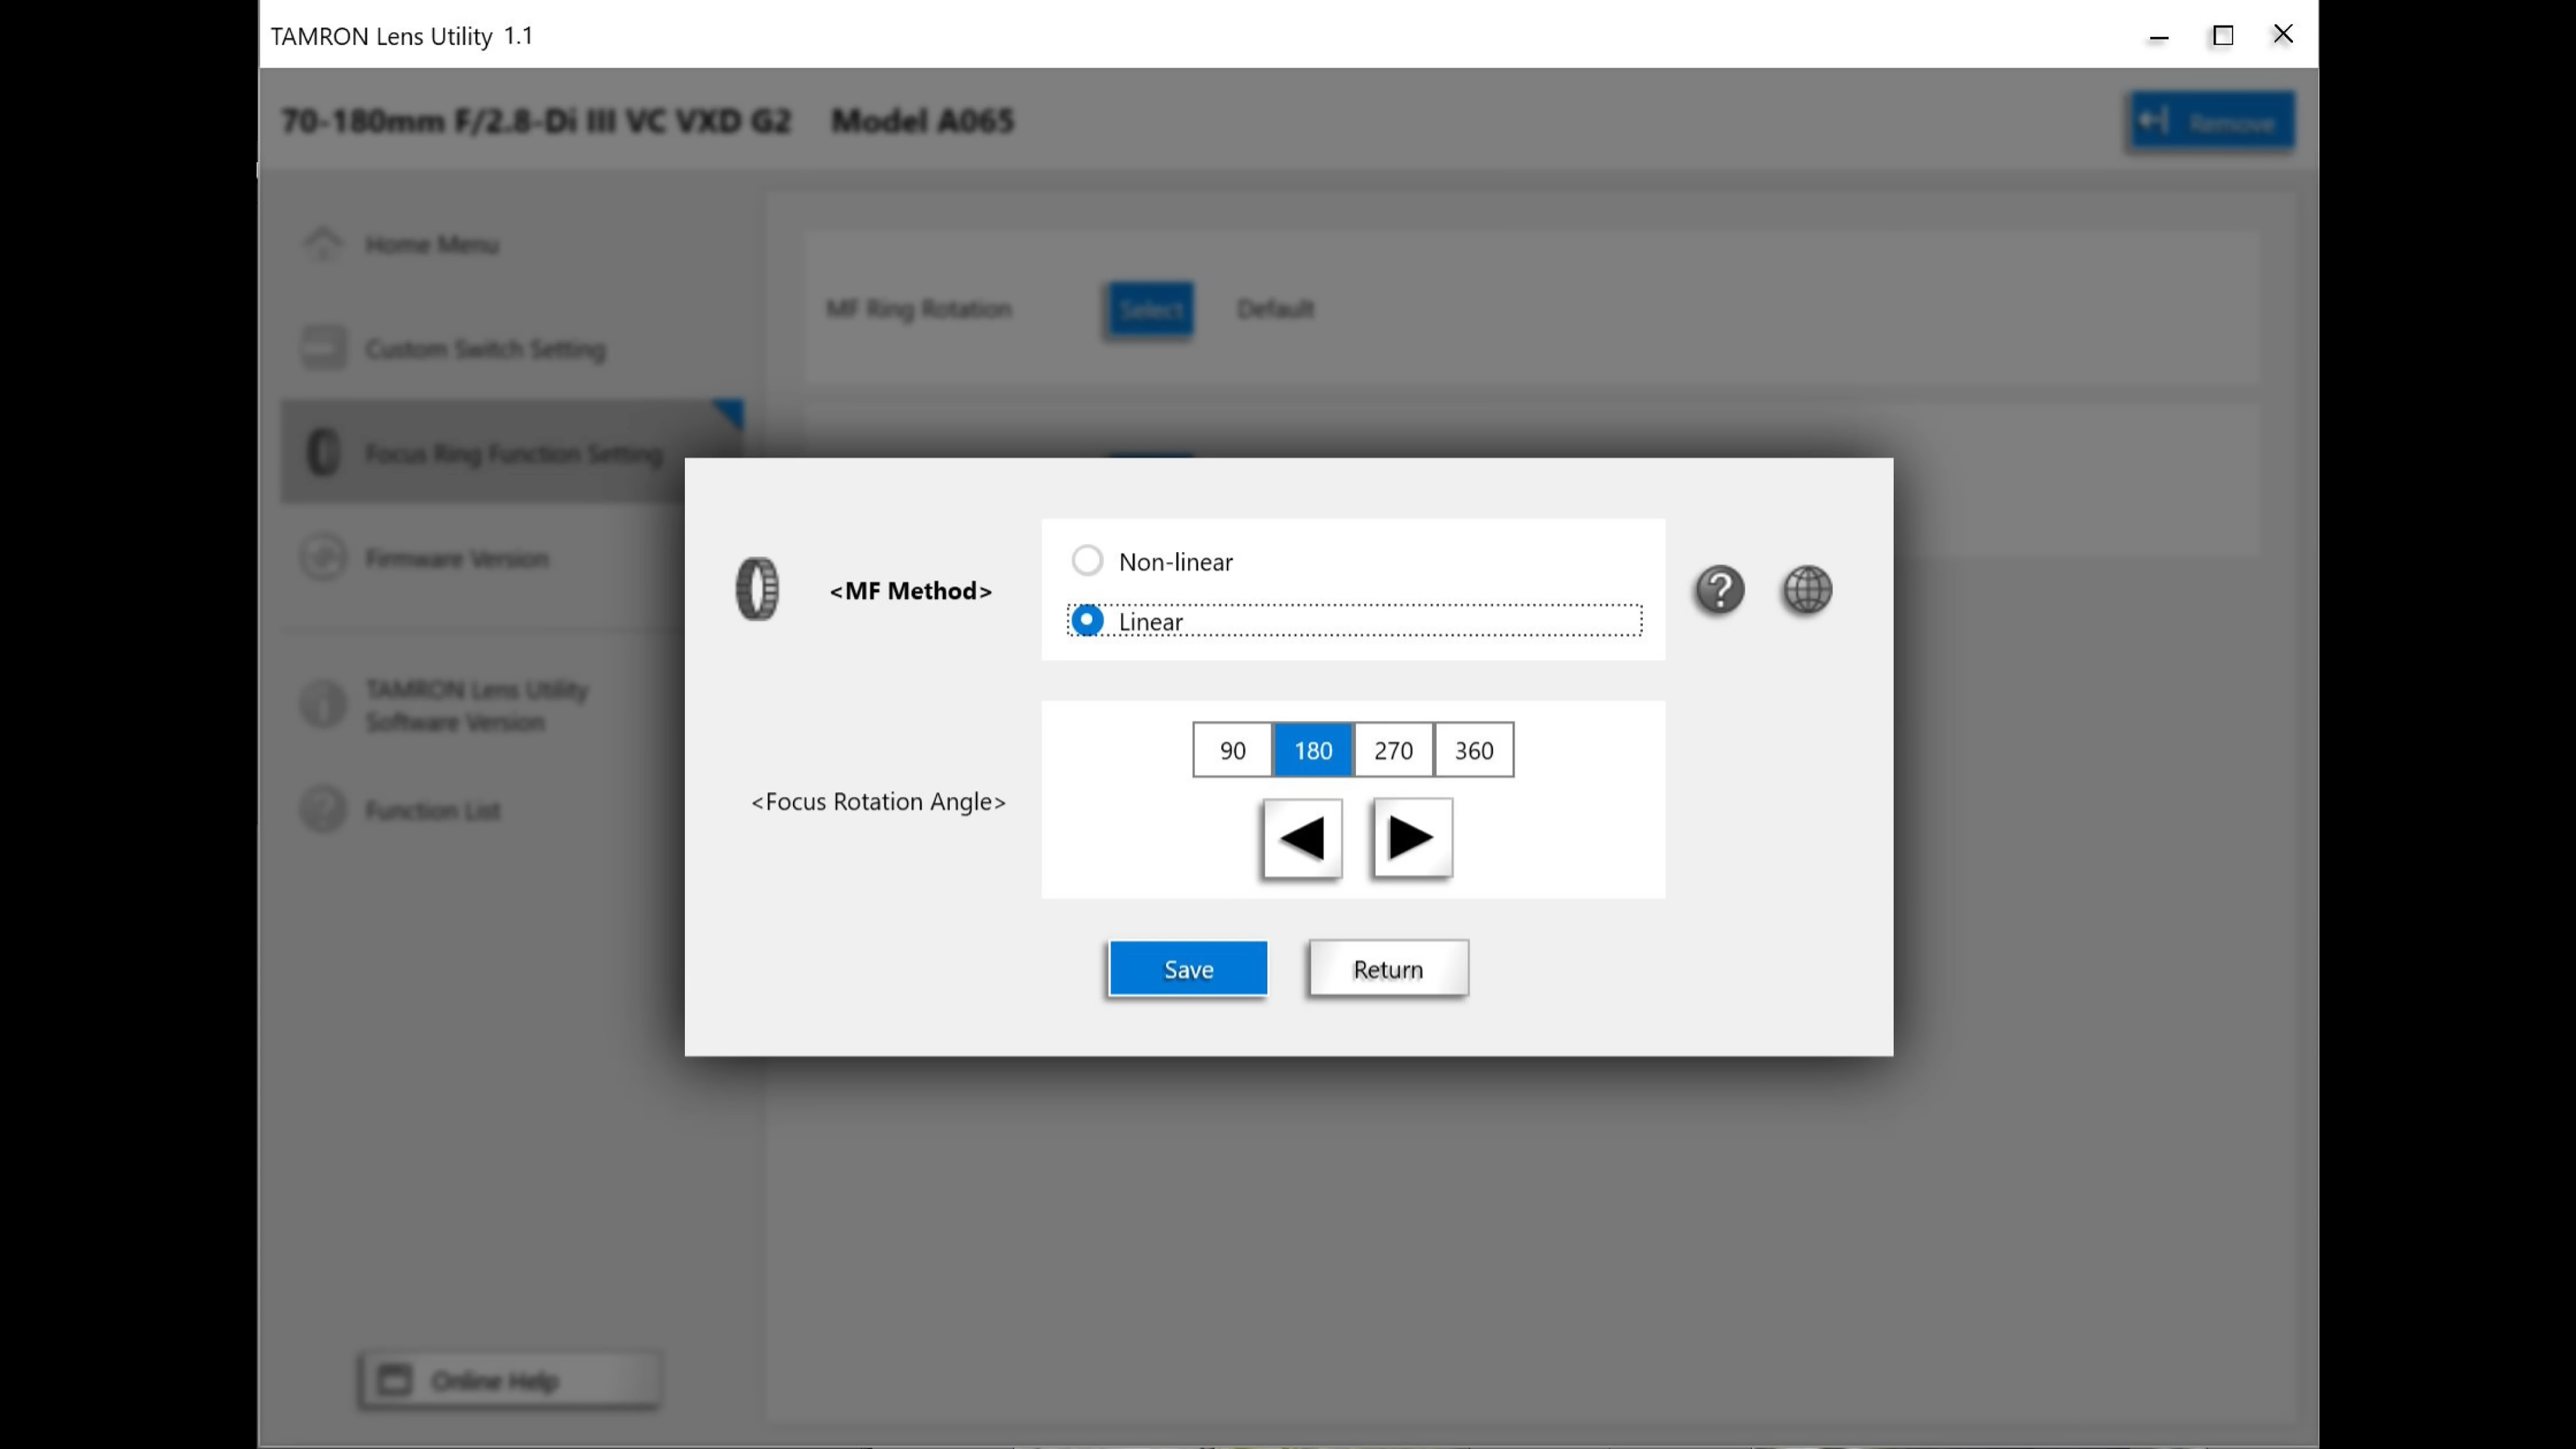 TAMRON Lens Utility 1.1
70-180mm F/2.8-Di III VC VXD G2 Model A065
Remove
Home Menu
Custom Switch Setting
Focus Ring Function Setting
Firmware Version
TAMRON Lens Utility
Software Version
Function List
Online Help
MF Ring Rotation Select Default
<MF Method>
Non-linear
Linear
<Focus Rotation Angle>
90 180 270 360
Save Return